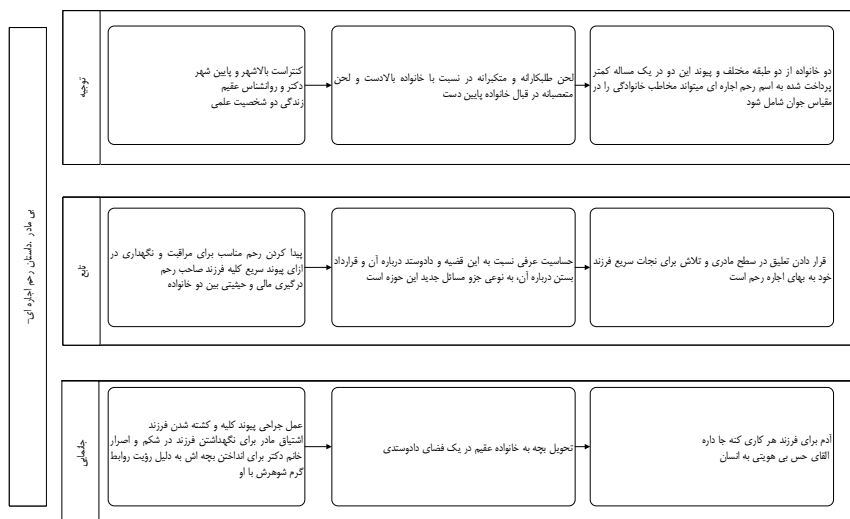 بی مادر .داستان رحم اجاره ای-
توجیه
دو خانواده از دو طبقه مختلف و پیوند این دو در یک مساله کمتر
پرداخت شده به اسم رحم اجاره ای میتواند مخاطب خانوادگی را در
مقیاس جوان شامل شود
لحن طلبکارانه و متکبرانه در نسبت با خانواده بالادست و لحن
متعصبانه در قبال خانواده پایین دست
کنتراست بالاشهر و پایین شهر
دکتر و روانشناس عقیم
زندگی دو شخصیت علمی
تابع
قرار دادن تعلیق در سطح مادری و تلاش برای نجات سریع فرزند
خود به بهای اجاره رحم است
حساسیت عرفی نسبت به این قضیه و دادوستد درباره آن و قرارداد
بستن درباره آن، به نوعی جزو مسائل جدید این حوزه است
پیدا کردن رحم مناسب برای مراقبت و نگهداری در
ازای پیوند سریع کلیه فرزند صاحب رحم
درگیری مالی و حیثیتی بین دو خانواده
جانمایی
آدم برای فرزند هر کاری کنه جا داره
القای حس بی هویتی به انسان
تحویل بچه به خانواده عقیم در یک فضای دادوستدی
عمل جراحی پیوند کلیه و کشته شدن فرزند
اشتیاق مادر برای نگهداشتن فرزند در شکم و اصرار
خانم دکتر برای انداختن بچه اش به دلیل رؤیت روابط
گرم شوهرش با او